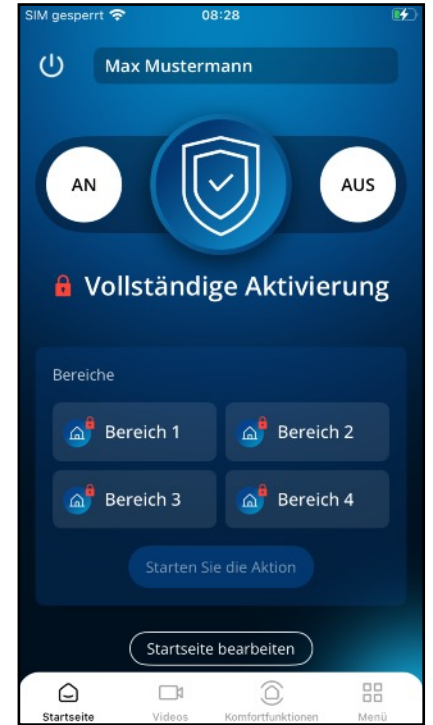 SIM gesperrt 08:28
Max Mustermann
AN
AUS
Vollständige Aktivierung
Bereiche
Bereich 1
Bereich 2
Bereich 3
Bereich 4
Starten Sie die Aktion
Startseite bearbeiten
Startseite
Videos
Komfortfunktionen
Menü